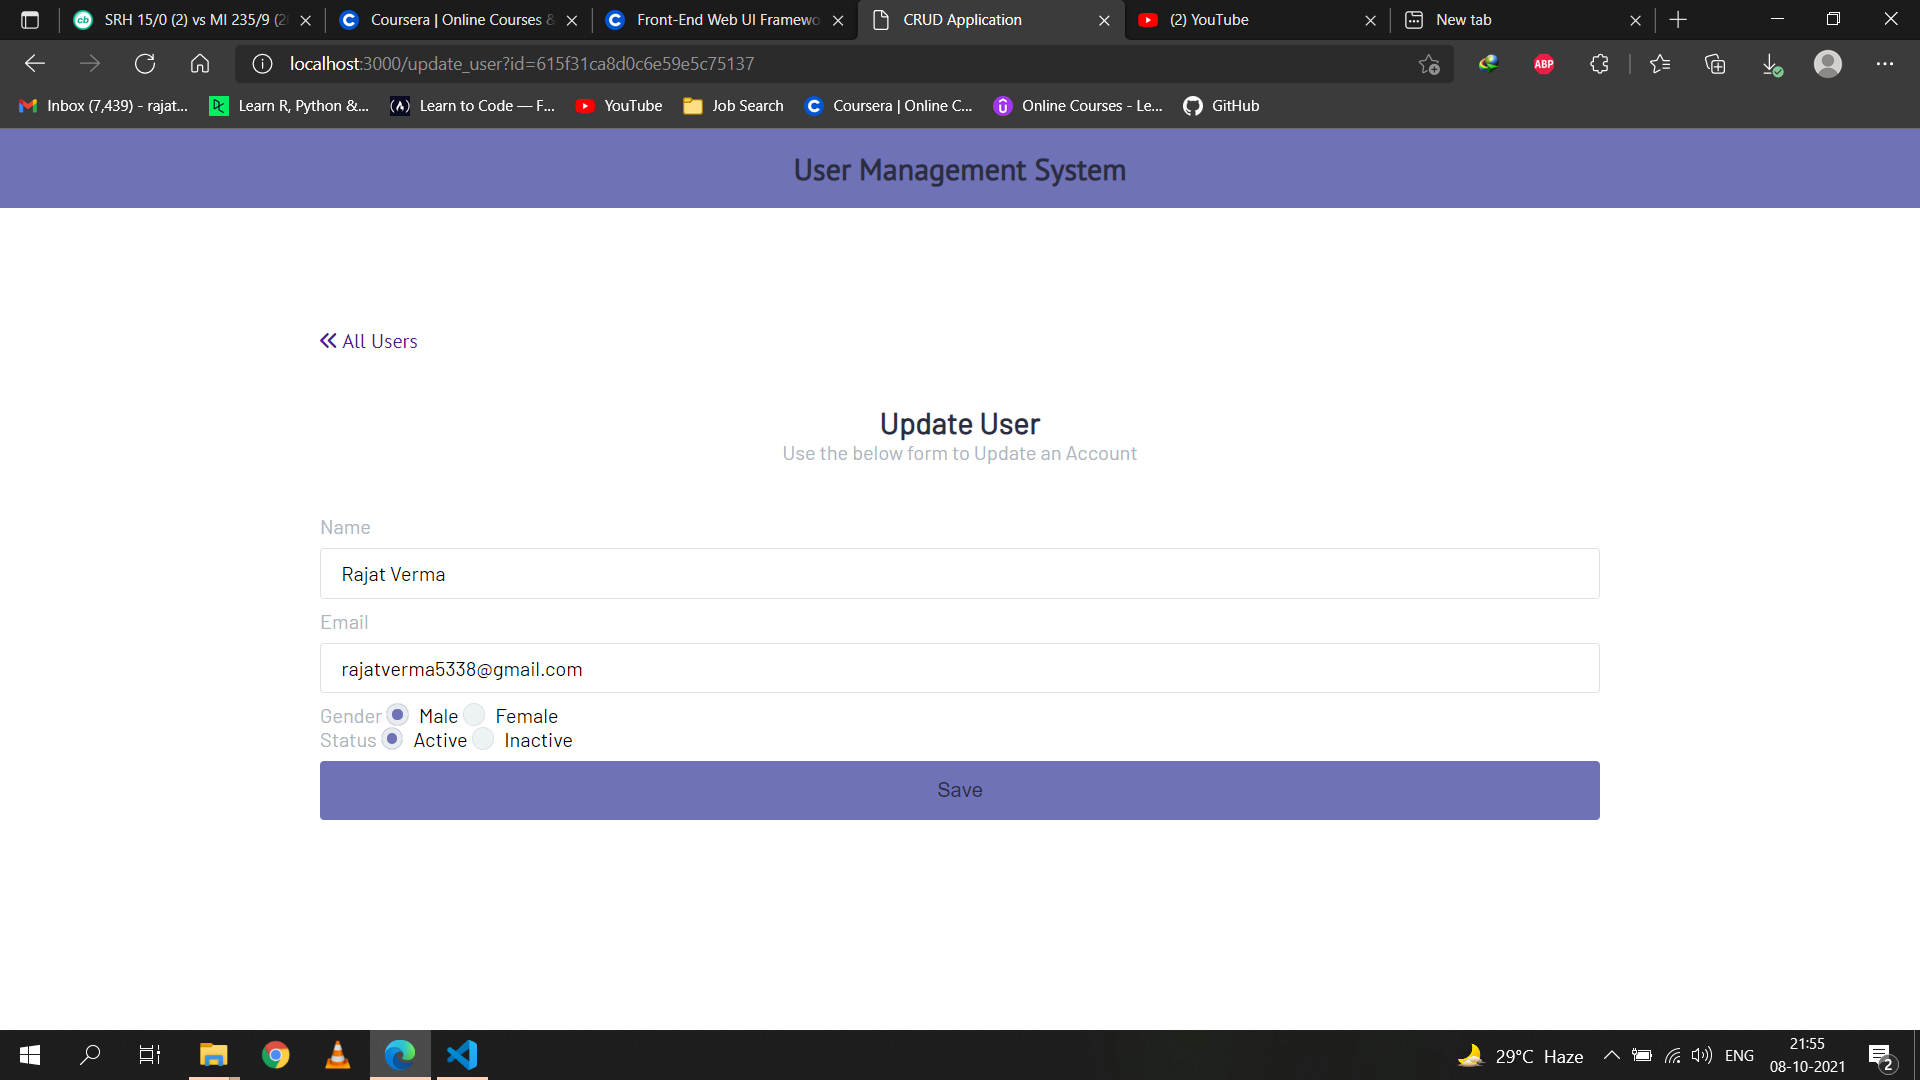 SRH 15/0 (2) vs MI 235/9 (2
Coursera | Online Courses &
Front-End Web UI Framewo
CRUD Application
(2) YouTube
New tab
localhost:3000/update_user?id=615f31ca8d0c6e59e5c75137
ABP
Inbox (7,439) - rajat...
Learn R, Python &...
Learn to Code — F...
YouTube
Job Search
Coursera | Online C...
Online Courses - Le...
GitHub
User Management System
All Users
Update User
Use the below form to Update an Account
Name
Rajat Verma
Email
rajatverma5338@gmail.com
Gender Male Female
Status Active Inactive
Save
29°C Haze
ENG
21:55
08-10-2021
2